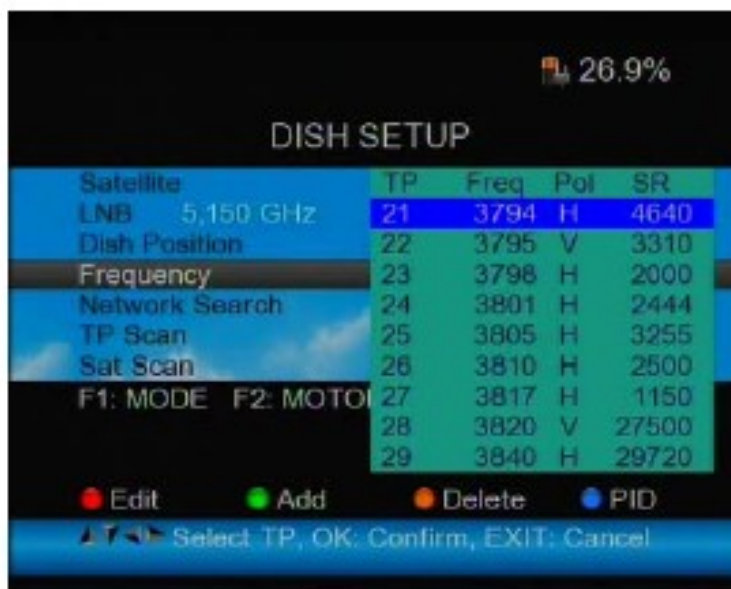 26.9%
DISH SETUP
Satellite
LNB 5,150 GHz
Dish Position
Frequency
Network Search
TP Scan
Sat Scan
F1: MODE F2: MOTO
TP Freq Pol SR
21 3794 H 4640
22 3795 V 3310
23 3798 H 2000
24 3801 H 2444
25 3805 H 3255
26 3810 H 2500
27 3817 H 1150
28 3820 V 27500
29 3840 H 29720
Edit Add Delete PID
Select TP, OK: Confirm, EXIT: Cancel